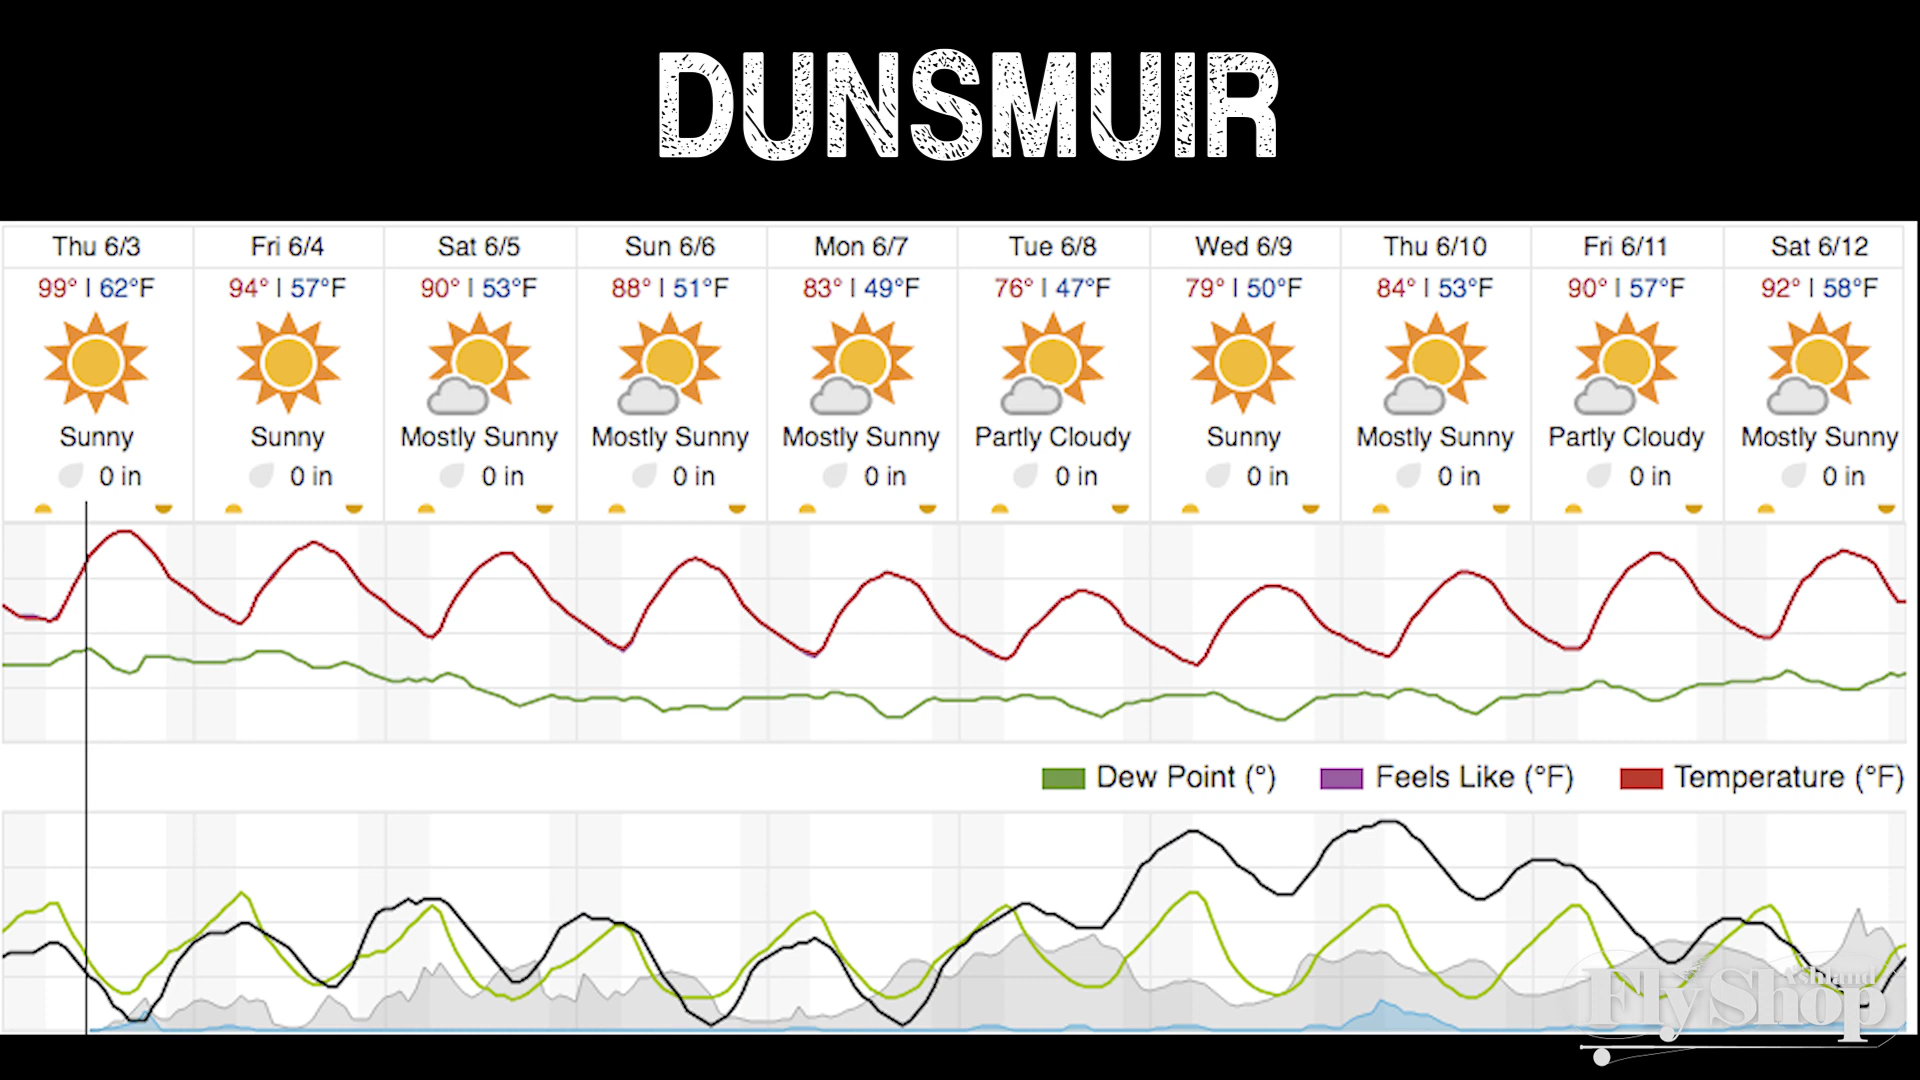 DUNSMUIR
Thu 6/3 Fri 6/4 Sat 6/5 Sun 6/6 Mon 6/7 Tue 6/8 Wed 6/9 Thu 6/10 Fri 6/11 Sat 6/12
99° | 62°F 94° | 57°F 90° | 53°F 88° | 51°F 83° | 49°F 76° | 47°F 79° | 50°F 84° | 53°F 90° | 57°F 92° | 58°F
Sunny Sunny Mostly Sunny Mostly Sunny Mostly Sunny Partly Cloudy Sunny Mostly Sunny Partly Cloudy Mostly Sunny
0 in 0 in 0 in 0 in 0 in 0 in 0 in 0 in 0 in 0 in
Dew Point (°) Feels Like (°F) Temperature (°F)
Ashland
FlyShop